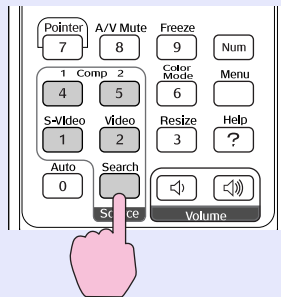 Pointer A/V Mute Freeze
7 8 9 Num
1 Comp 2 Color Mode Menu
4 5 6
S-Video Video Resize Help
1 2 3 ?
Auto Search
0
Source Volume